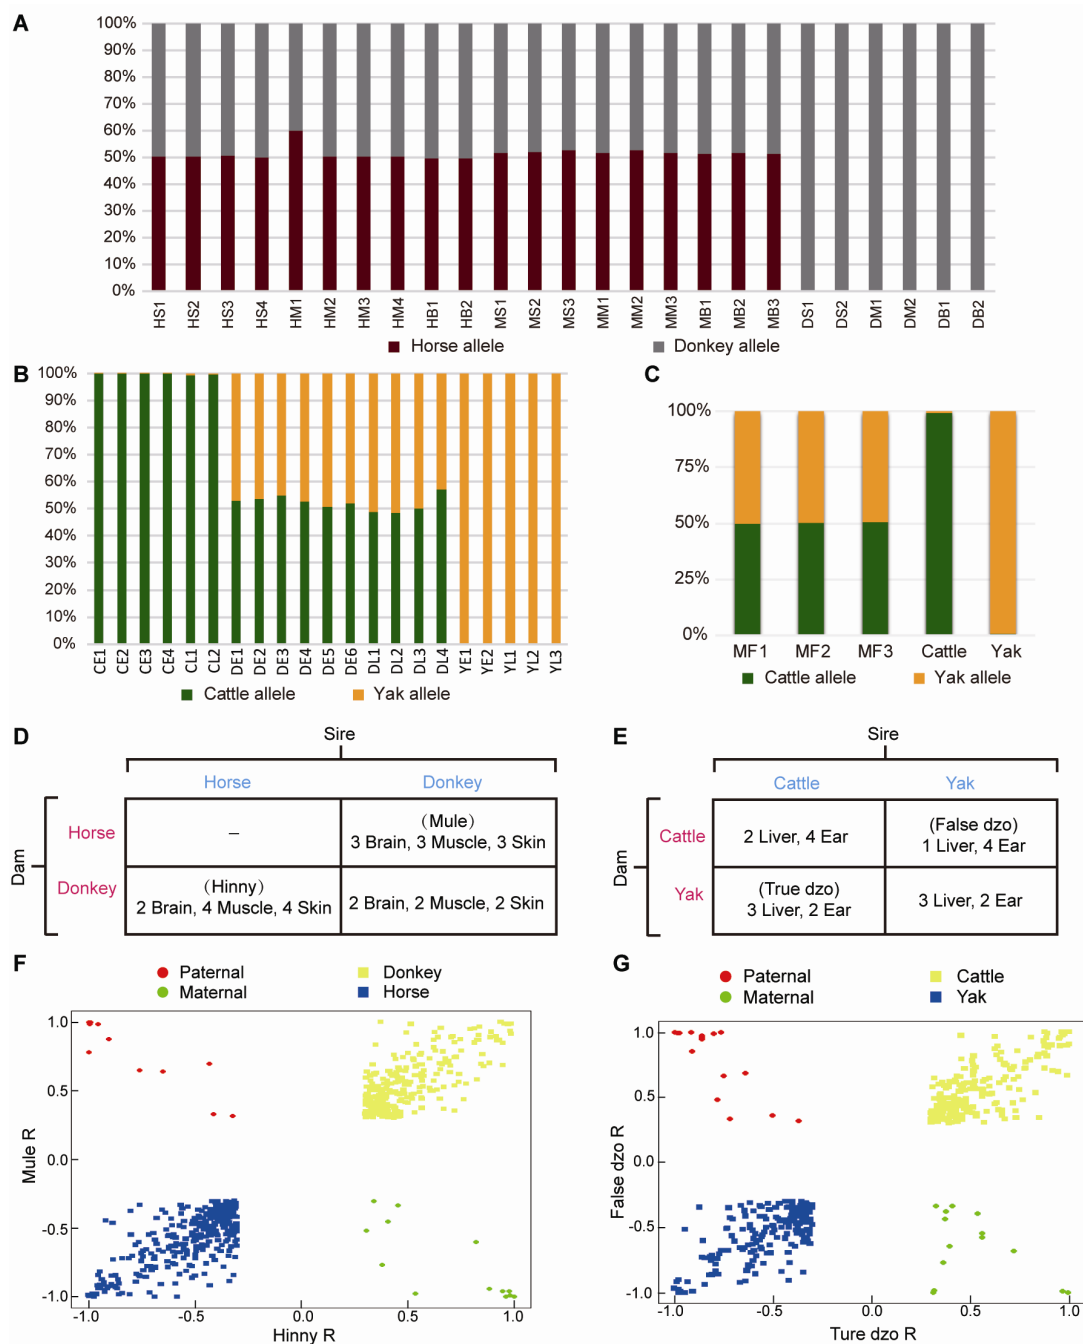 A
100%
90%
80%
70%
60%
50%
40%
30%
20%
10%
0%
HS1 HS2 HS3 HS4 HM1 HM2 HM3 HM4 HB1 HB2 MS1 MS2 MS3 MM1 MM2 MM3 MB1 MB2 MB3 DS1 DS2 DM1 DM2 DB1 DB2
Horse allele Donkey allele
B
100%
90%
80%
70%
60%
50%
40%
30%
20%
10%
0%
CE1 CE2 CE3 CE4 CL1 CL2 DE1 DE2 DE3 DE4 DE5 DE6 DL1 DL2 DL3 DL4 YE1 YE2 YL1 YL2 YL3
Cattle allele Yak allele
C
100%
75%
50%
25%
0%
MF1 MF2 MF3 Cattle Yak
Cattle allele Yak allele
D
Sire
Horse Donkey
Dam
Horse
–
(Mule)
3 Brain, 3 Muscle, 3 Skin
Donkey
(Hinny)
2 Brain, 4 Muscle, 4 Skin
2 Brain, 2 Muscle, 2 Skin
E
Sire
Cattle Yak
Dam
Cattle
2 Liver, 4 Ear
(False dzo)
1 Liver, 4 Ear
Yak
(True dzo)
3 Liver, 2 Ear
3 Liver, 2 Ear
F
Paternal Donkey
Maternal Horse
Mule R
1.0
0.5
0.0
-0.5
-1.0
-1.0 -0.5 0.0 0.5 1.0
Hinny R
G
Paternal Cattle
Maternal Yak
False dzo R
1.0
0.5
0.0
-0.5
-1.0
-1.0 -0.5 0.0 0.5 1.0
Ture dzo R